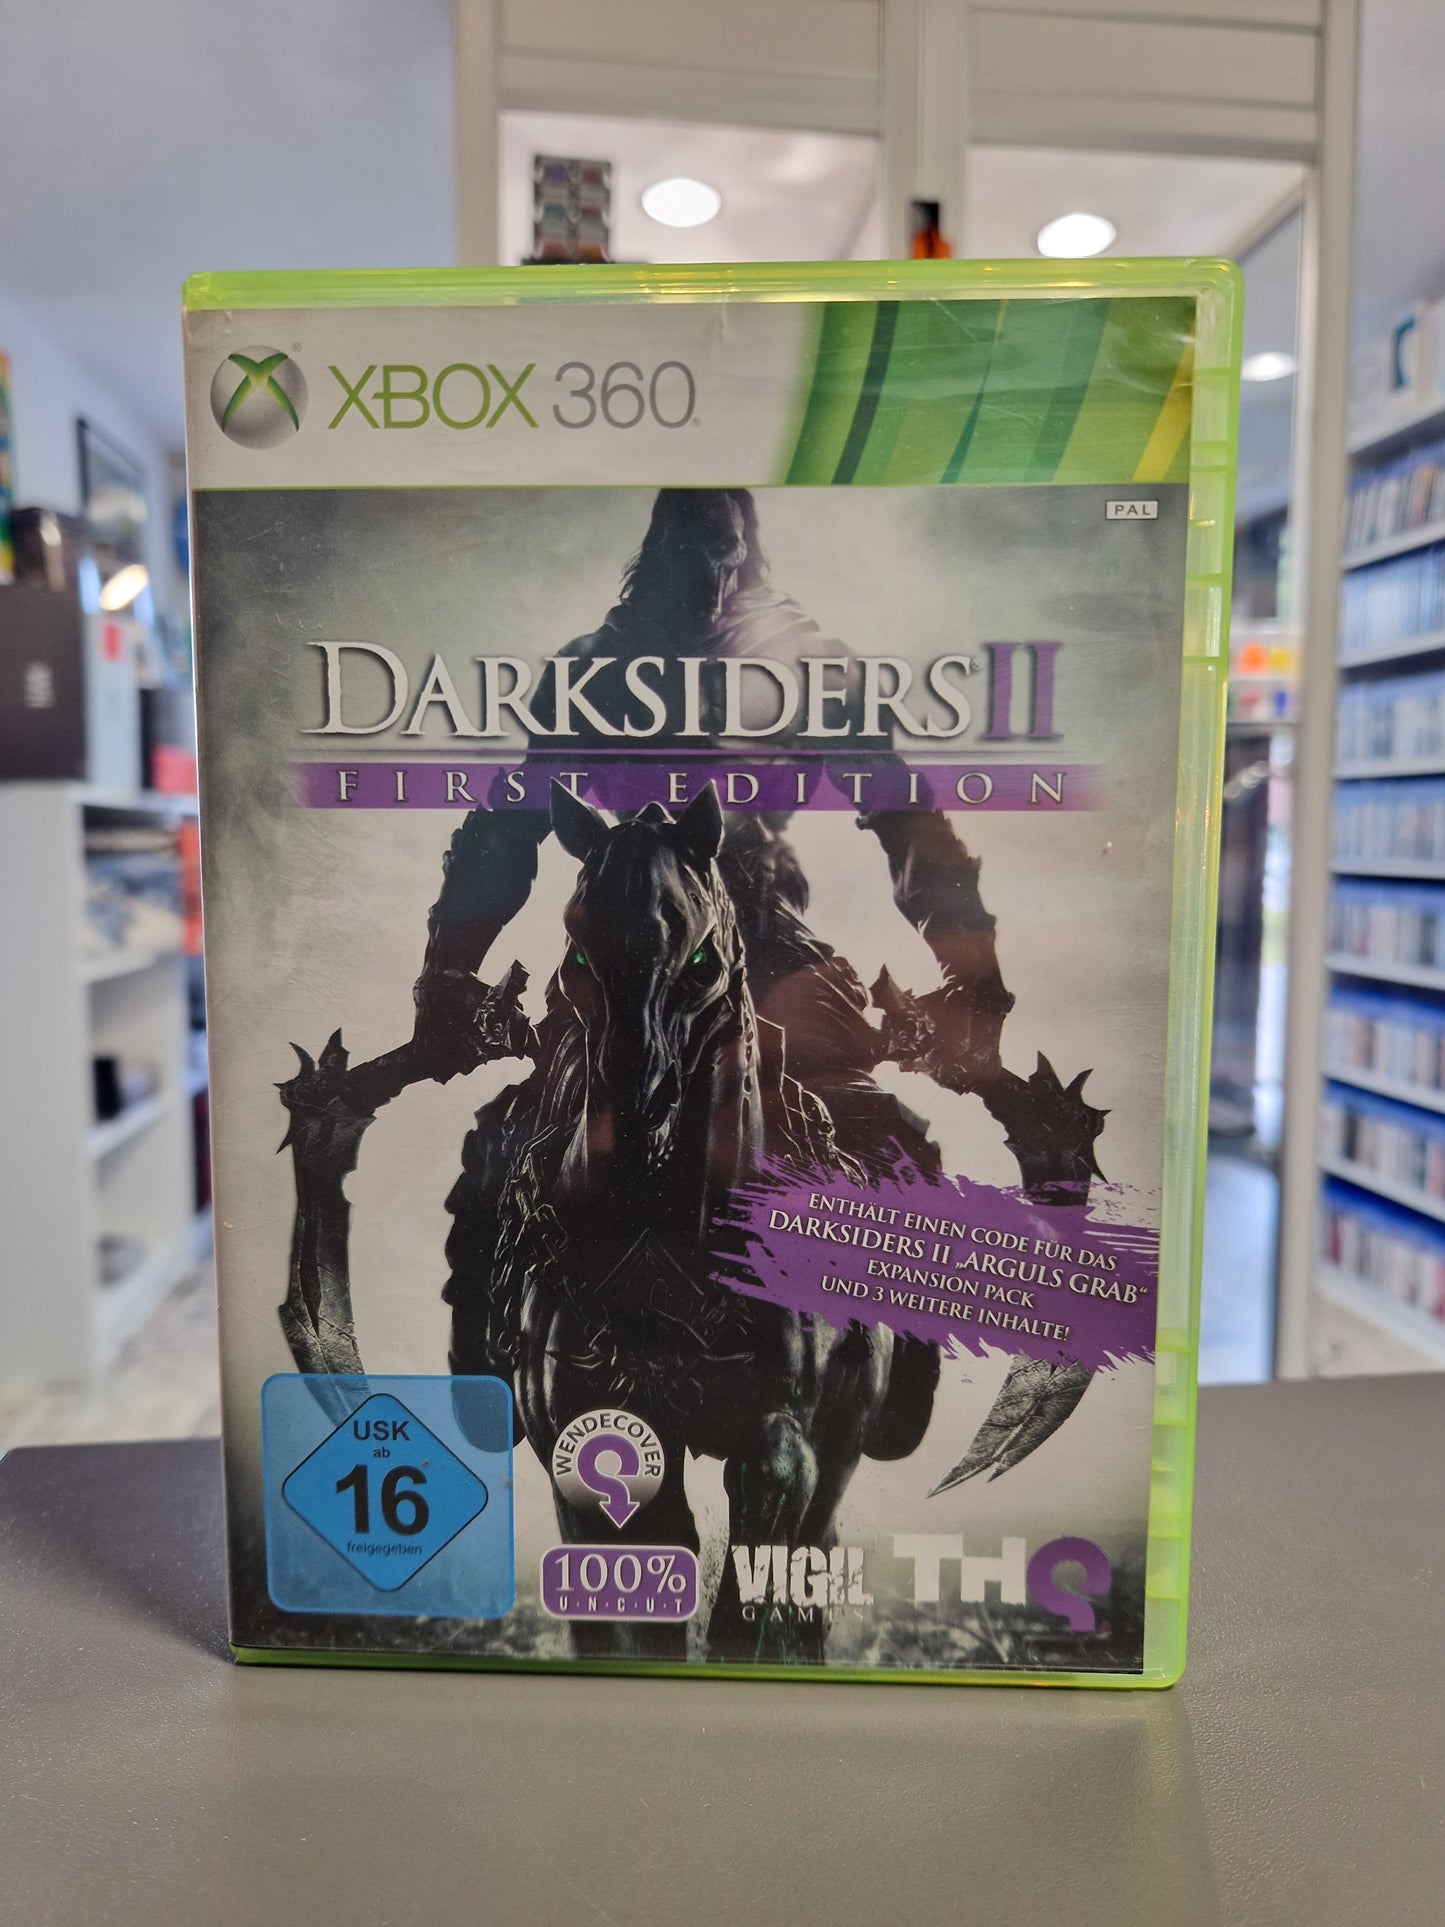 XBOX 360
PAL
DARKSIDERS® II
FIRST EDITION
ENTHÄLT EINEN CODE FÜR DAS
DARKSIDERS II „ARGULS GRAB“
EXPANSION PACK
UND 3 WEITERE INHALTE!
USK
ab
16
freigegeben
WENDECOVER
100%
U·N·C·U·T
VIGIL
GAMES
THQ